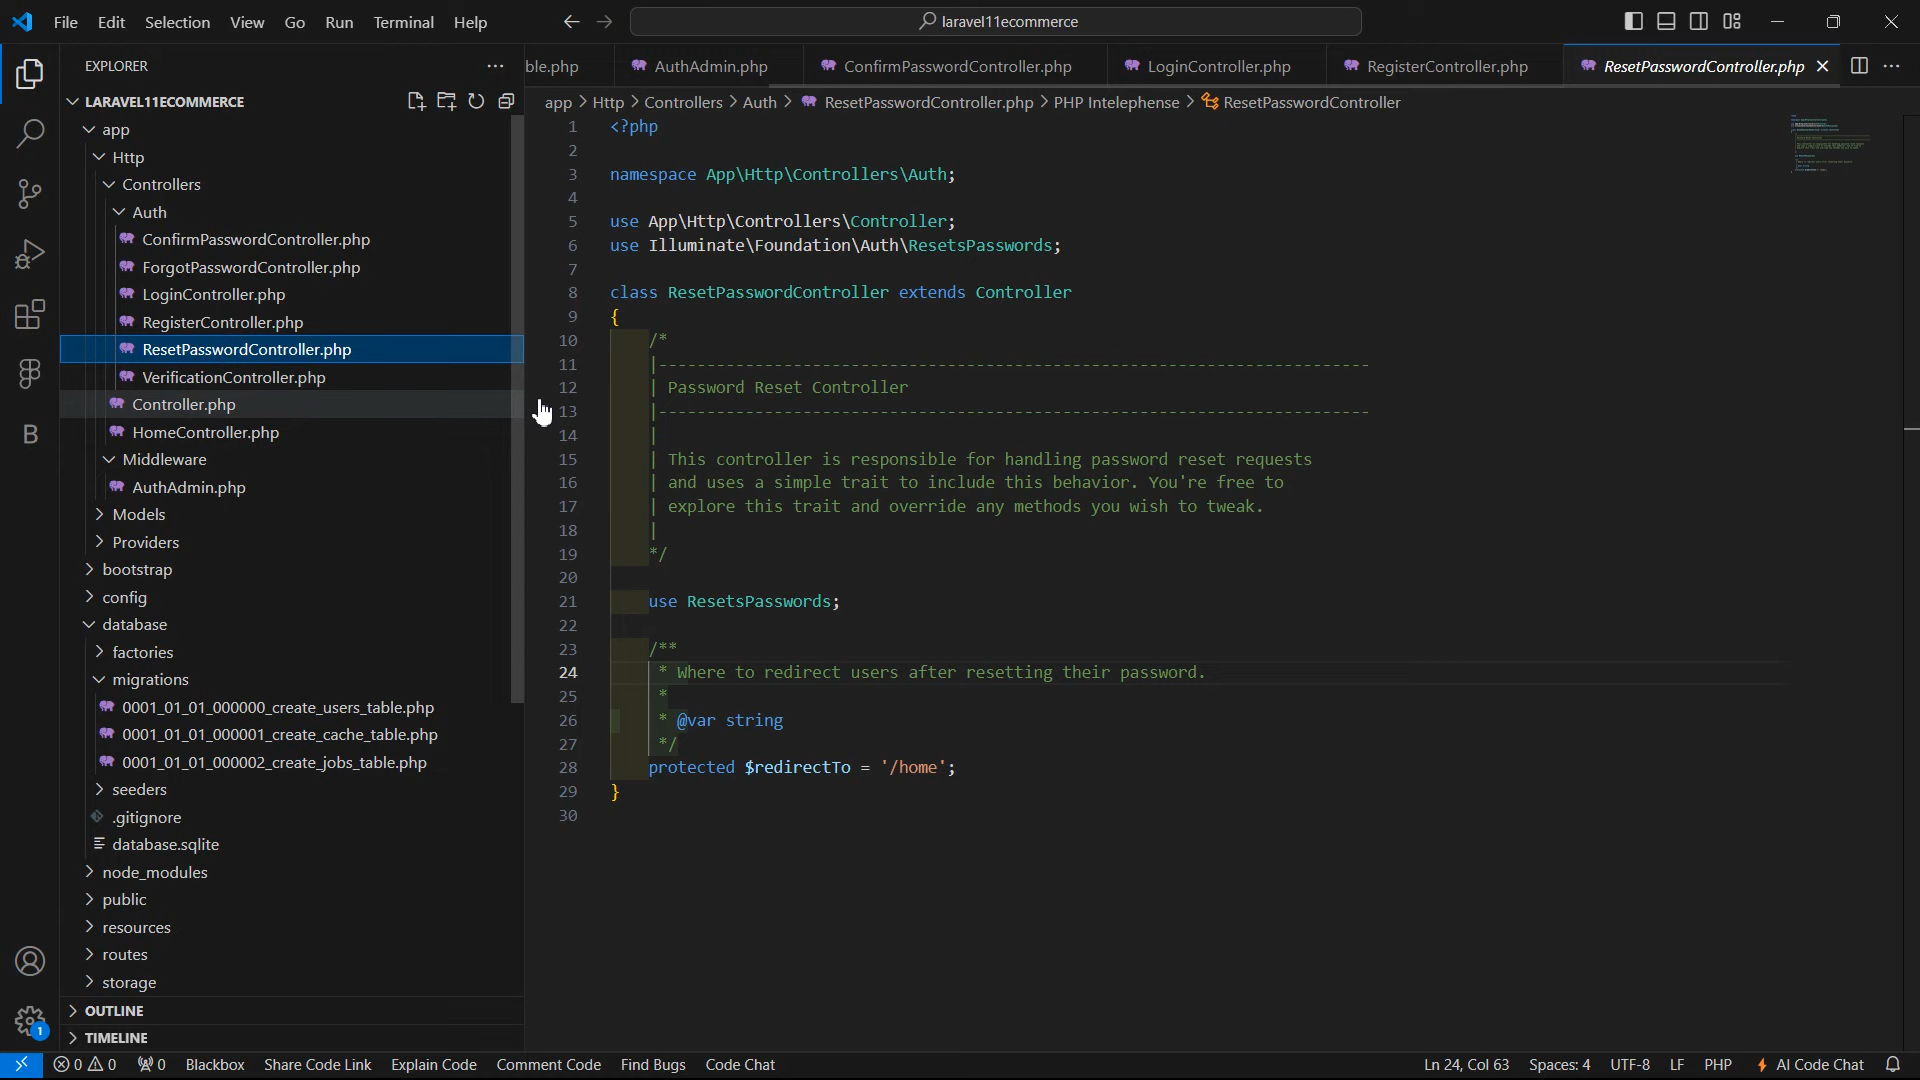 File Edit Selection View Go Run Terminal Help
laravel11ecommerce
EXPLORER
LARAVEL11ECOMMERCE
app
Http
Controllers
Auth
ConfirmPasswordController.php
ForgotPasswordController.php
LoginController.php
RegisterController.php
ResetPasswordController.php
VerificationController.php
Controller.php
HomeController.php
Middleware
AuthAdmin.php
Models
Providers
bootstrap
config
database
factories
migrations
0001_01_01_000000_create_users_table.php
0001_01_01_000001_create_cache_table.php
0001_01_01_000002_create_jobs_table.php
seeders
.gitignore
database.sqlite
node_modules
public
resources
routes
storage
OUTLINE
TIMELINE
B
1
ble.php AuthAdmin.php ConfirmPasswordController.php LoginController.php RegisterController.php ResetPasswordController.php
app > Http > Controllers > Auth > ResetPasswordController.php > PHP Intelephense > ResetPasswordController
1 <?php
2
3 namespace App\Http\Controllers\Auth;
4
5 use App\Http\Controllers\Controller;
6 use Illuminate\Foundation\Auth\ResetsPasswords;
7
8 class ResetPasswordController extends Controller
9 {
10 /*
11 |--------------------------------------------------------------------------
12 | Password Reset Controller
13 |--------------------------------------------------------------------------
14 |
15 | This controller is responsible for handling password reset requests
16 | and uses a simple trait to include this behavior. You're free to
17 | explore this trait and override any methods you wish to tweak.
18 |
19 */
20
21 use ResetsPasswords;
22
23 /**
24 * Where to redirect users after resetting their password.
25 *
26 * @var string
27 */
28 protected $redirectTo = '/home';
29 }
30
0 0 0 Blackbox Share Code Link Explain Code Comment Code Find Bugs Code Chat Ln 24, Col 63 Spaces: 4 UTF-8 LF PHP AI Code Chat